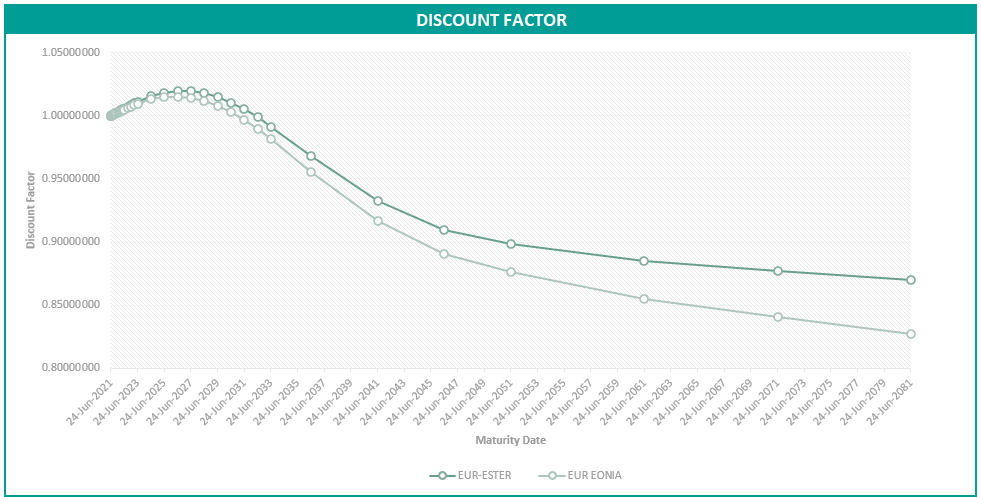 DISCOUNT FACTOR
1.05000000
1.00000000
0.95000000
0.90000000
0.85000000
0.80000000
Discount Factor
24-Jun-2021
24-Jun-2023
24-Jun-2025
24-Jun-2027
24-Jun-2029
24-Jun-2031
24-Jun-2033
24-Jun-2035
24-Jun-2037
24-Jun-2039
24-Jun-2041
24-Jun-2043
24-Jun-2045
24-Jun-2047
24-Jun-2049
24-Jun-2051
24-Jun-2053
24-Jun-2055
24-Jun-2057
24-Jun-2059
24-Jun-2061
24-Jun-2063
24-Jun-2065
24-Jun-2067
24-Jun-2069
24-Jun-2071
24-Jun-2073
24-Jun-2075
24-Jun-2077
24-Jun-2079
24-Jun-2081
Maturity Date
EUR-ESTER
EUR EONIA